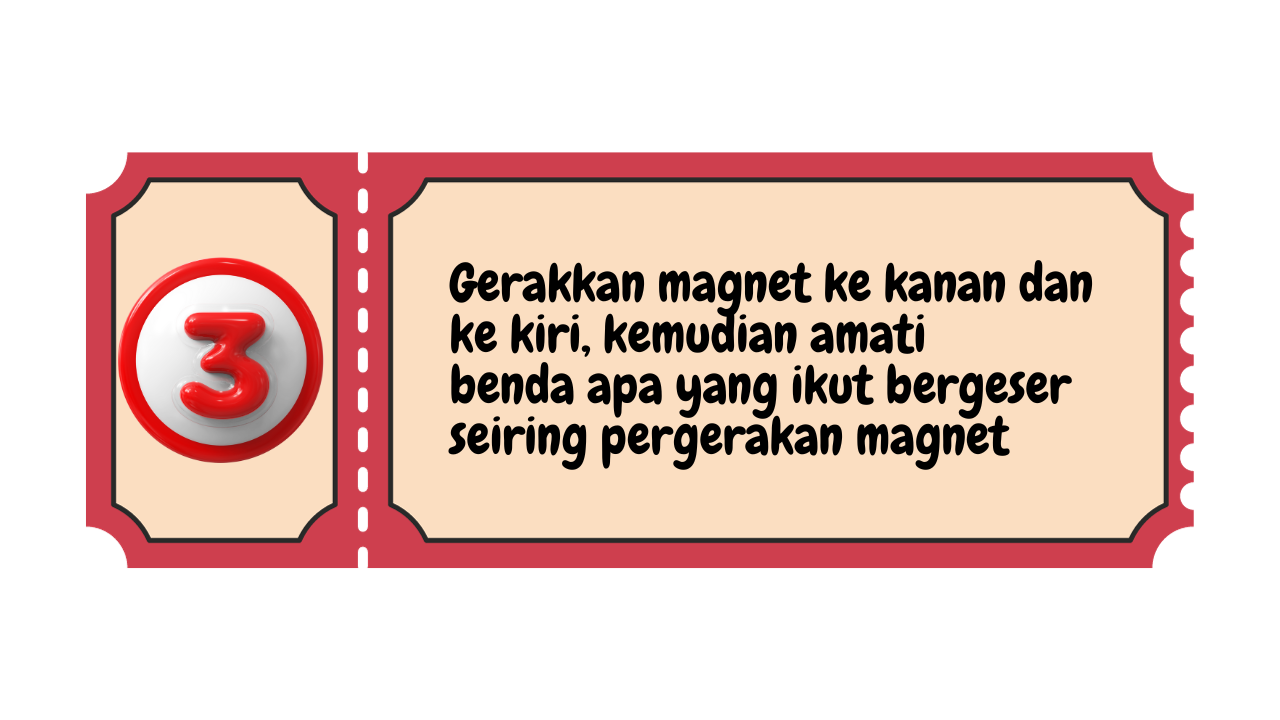 3
Gerakkan magnet ke kanan dan
ke kiri, kemudian amati
benda apa yang ikut bergeser
seiring pergerakan magnet